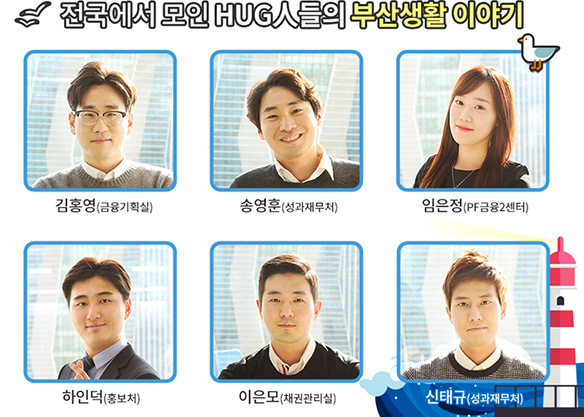 전국에서 모인 HUG人들의 부산생활 이야기
김홍영(금융기획실)
송영훈(성과재무처)
임은정(PF금융2센터)
하인덕(홍보처)
이은모(채권관리실)
신태규(성과재무처)